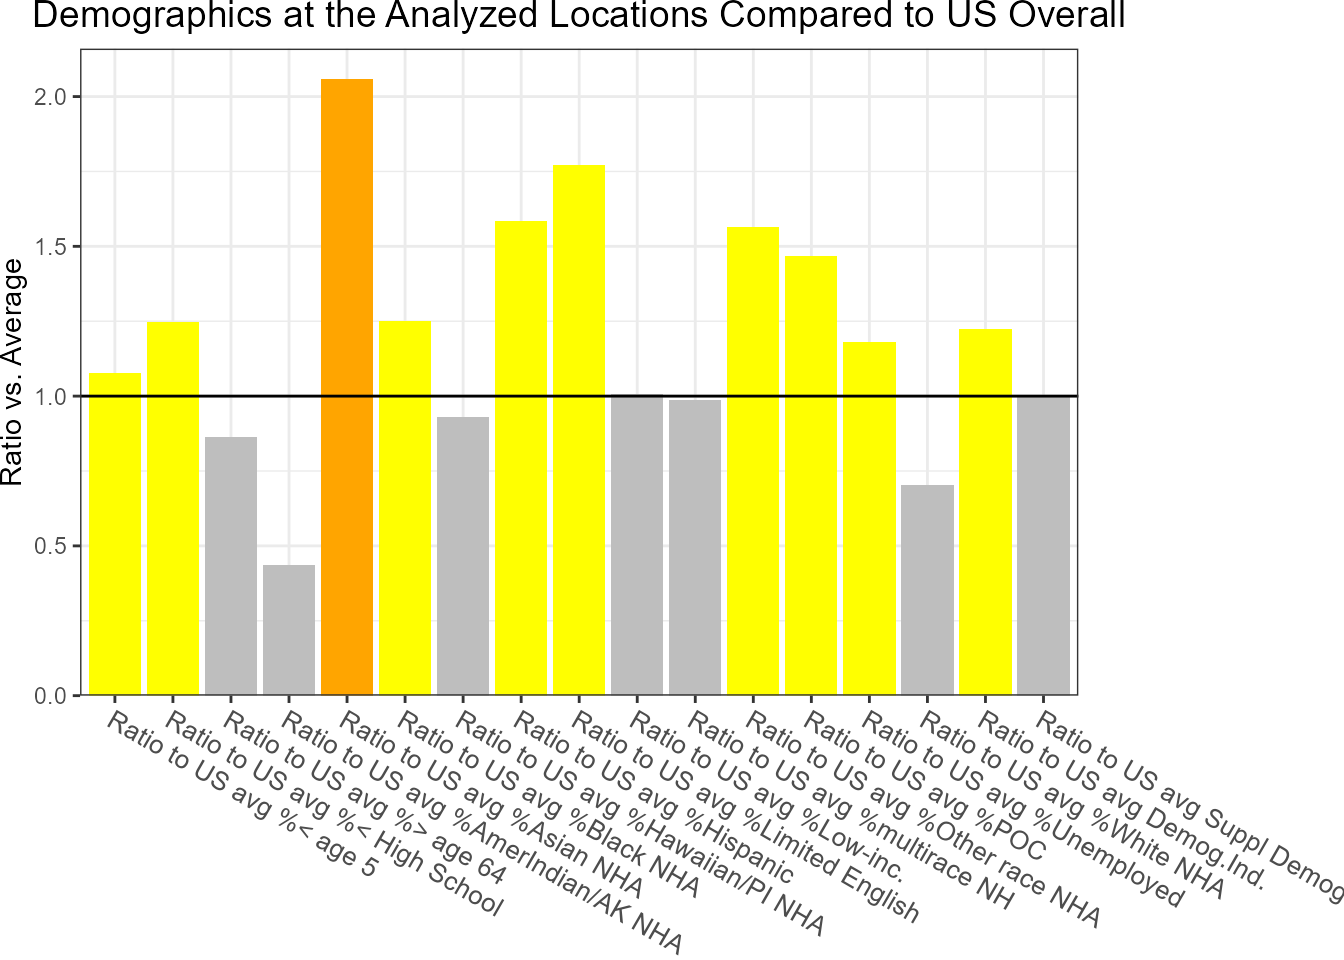 Demographics at the Analyzed Locations Compared to US Overall
Ratio vs. Average
2.0
1.5
1.0
0.5
0.0
Ratio to US avg %< age 5
Ratio to US avg %< High School
Ratio to US avg %> age 64
Ratio to US avg %AmerIndian/AK NHA
Ratio to US avg %Asian NHA
Ratio to US avg %Black NHA
Ratio to US avg %Hawaiian/PI NHA
Ratio to US avg %Hispanic
Ratio to US avg %Limited English
Ratio to US avg %Low-inc.
Ratio to US avg %multirace NH
Ratio to US avg %Other race NHA
Ratio to US avg %POC
Ratio to US avg %Unemployed
Ratio to US avg %White NHA
Ratio to US avg Demog.Ind.
Ratio to US avg Suppl Demog